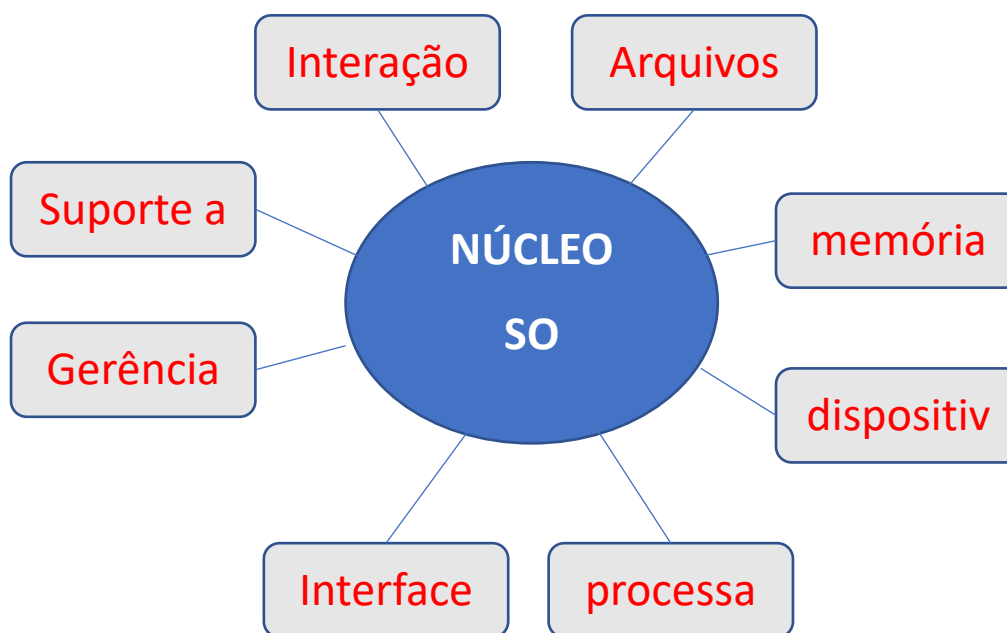 Interação
Arquivos
Suporte a
NÚCLEO
SO
memória
Gerência
dispositiv
Interface
processa